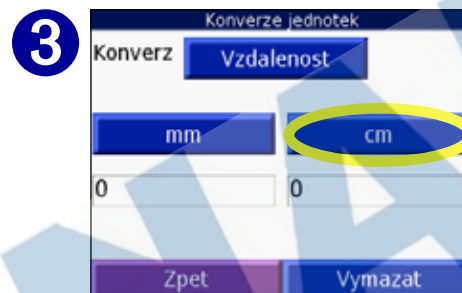 3
Konverze jednotek
Konverz Vzdalenost
mm cm
0 0
Zpet Vymazat